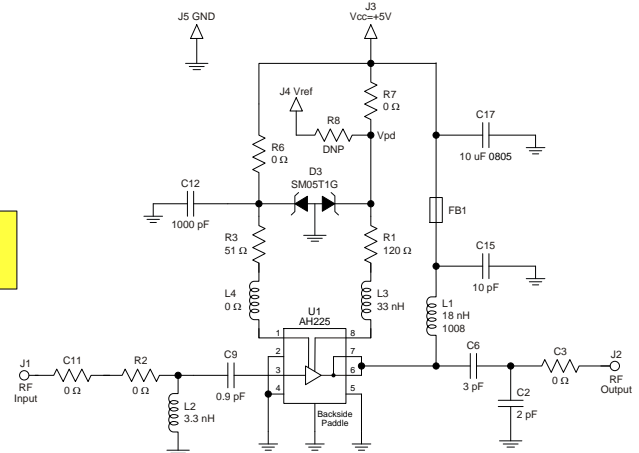 J5 GND
J3
Vcc=+5V
J4 Vref
R7
0 Ω
R8
DNP
Vpd
C17
10 uF 0805
R6
0 Ω
D3
SM05T1G
C12
1000 pF
FB1
R3
51 Ω
R1
120 Ω
C15
10 pF
L4
0 Ω
L3
33 nH
L1
18 nH
1008
U1
AH225
1
8
2
7
3
6
4
5
Backside
Paddle
J1
RF
Input
C11
0 Ω
R2
0 Ω
L2
3.3 nH
C9
0.9 pF
C6
3 pF
C2
2 pF
C3
0 Ω
J2
RF
Output